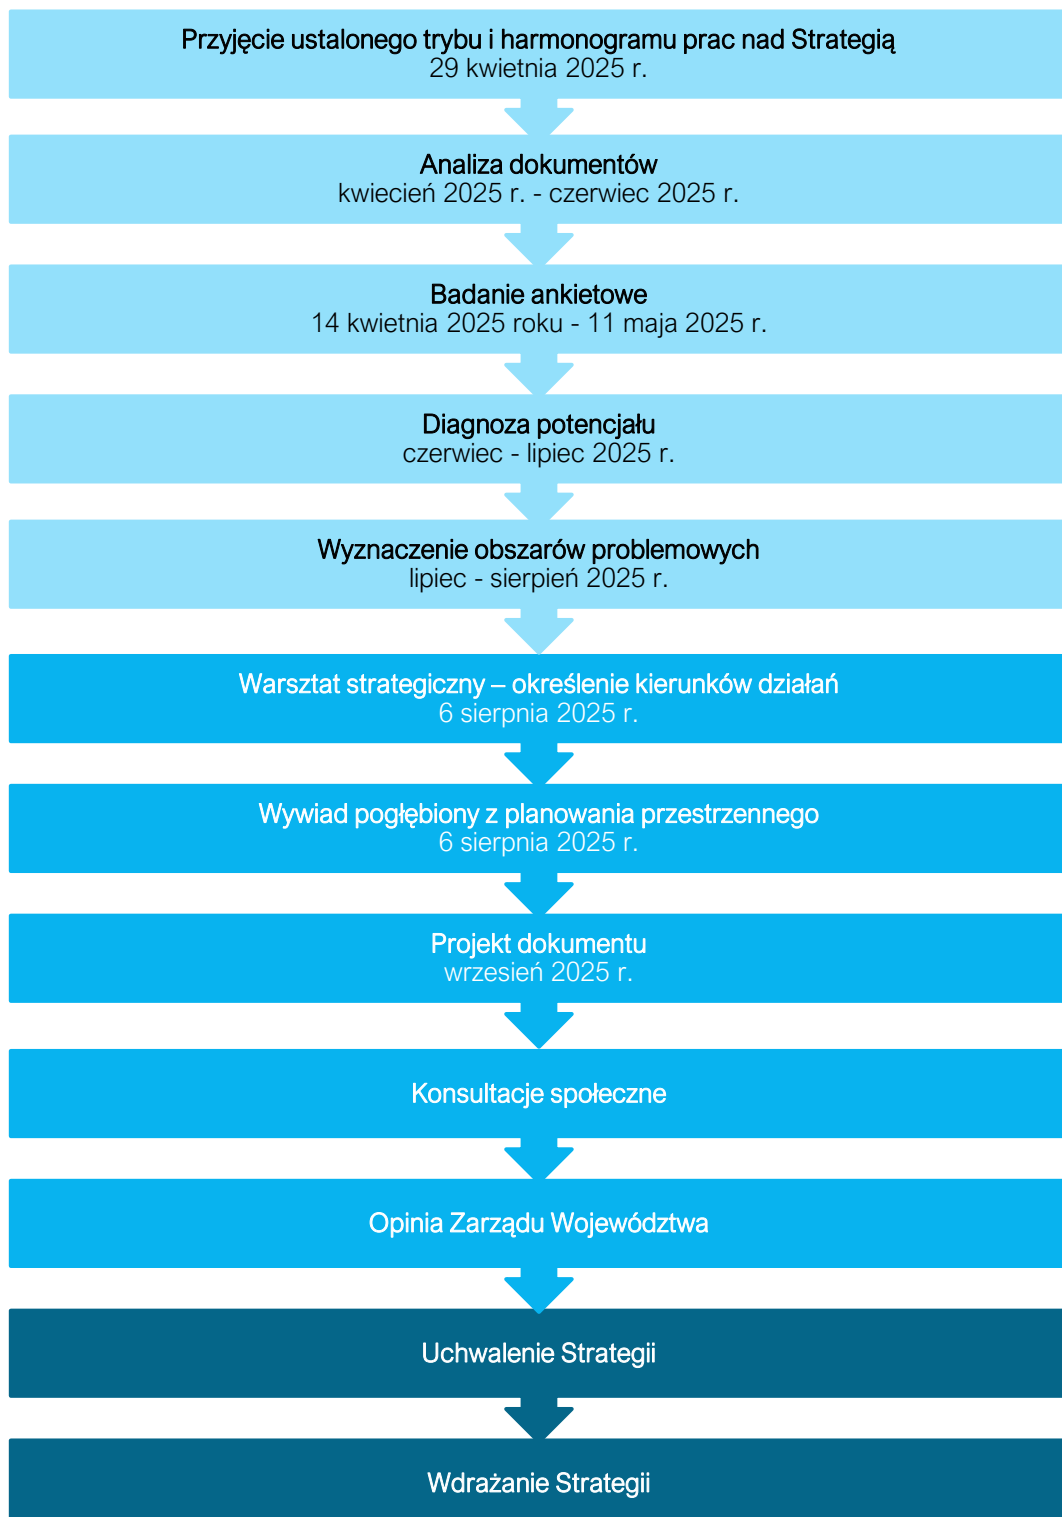 Przyjęcie ustalonego trybu i harmonogramu prac nad Strategią
29 kwietnia 2025 r.
Analiza dokumentów
kwiecień 2025 r. - czerwiec 2025 r.
Badanie ankietowe
14 kwietnia 2025 roku - 11 maja 2025 r.
Diagnoza potencjału
czerwiec - lipiec 2025 r.
Wyznaczenie obszarów problemowych
lipiec - sierpień 2025 r.
Warsztat strategiczny – określenie kierunków działań
6 sierpnia 2025 r.
Wywiad pogłębiony z planowania przestrzennego
6 sierpnia 2025 r.
Projekt dokumentu
wrzesień 2025 r.
Konsultacje społeczne
Opinia Zarządu Województwa
Uchwalenie Strategii
Wdrażanie Strategii